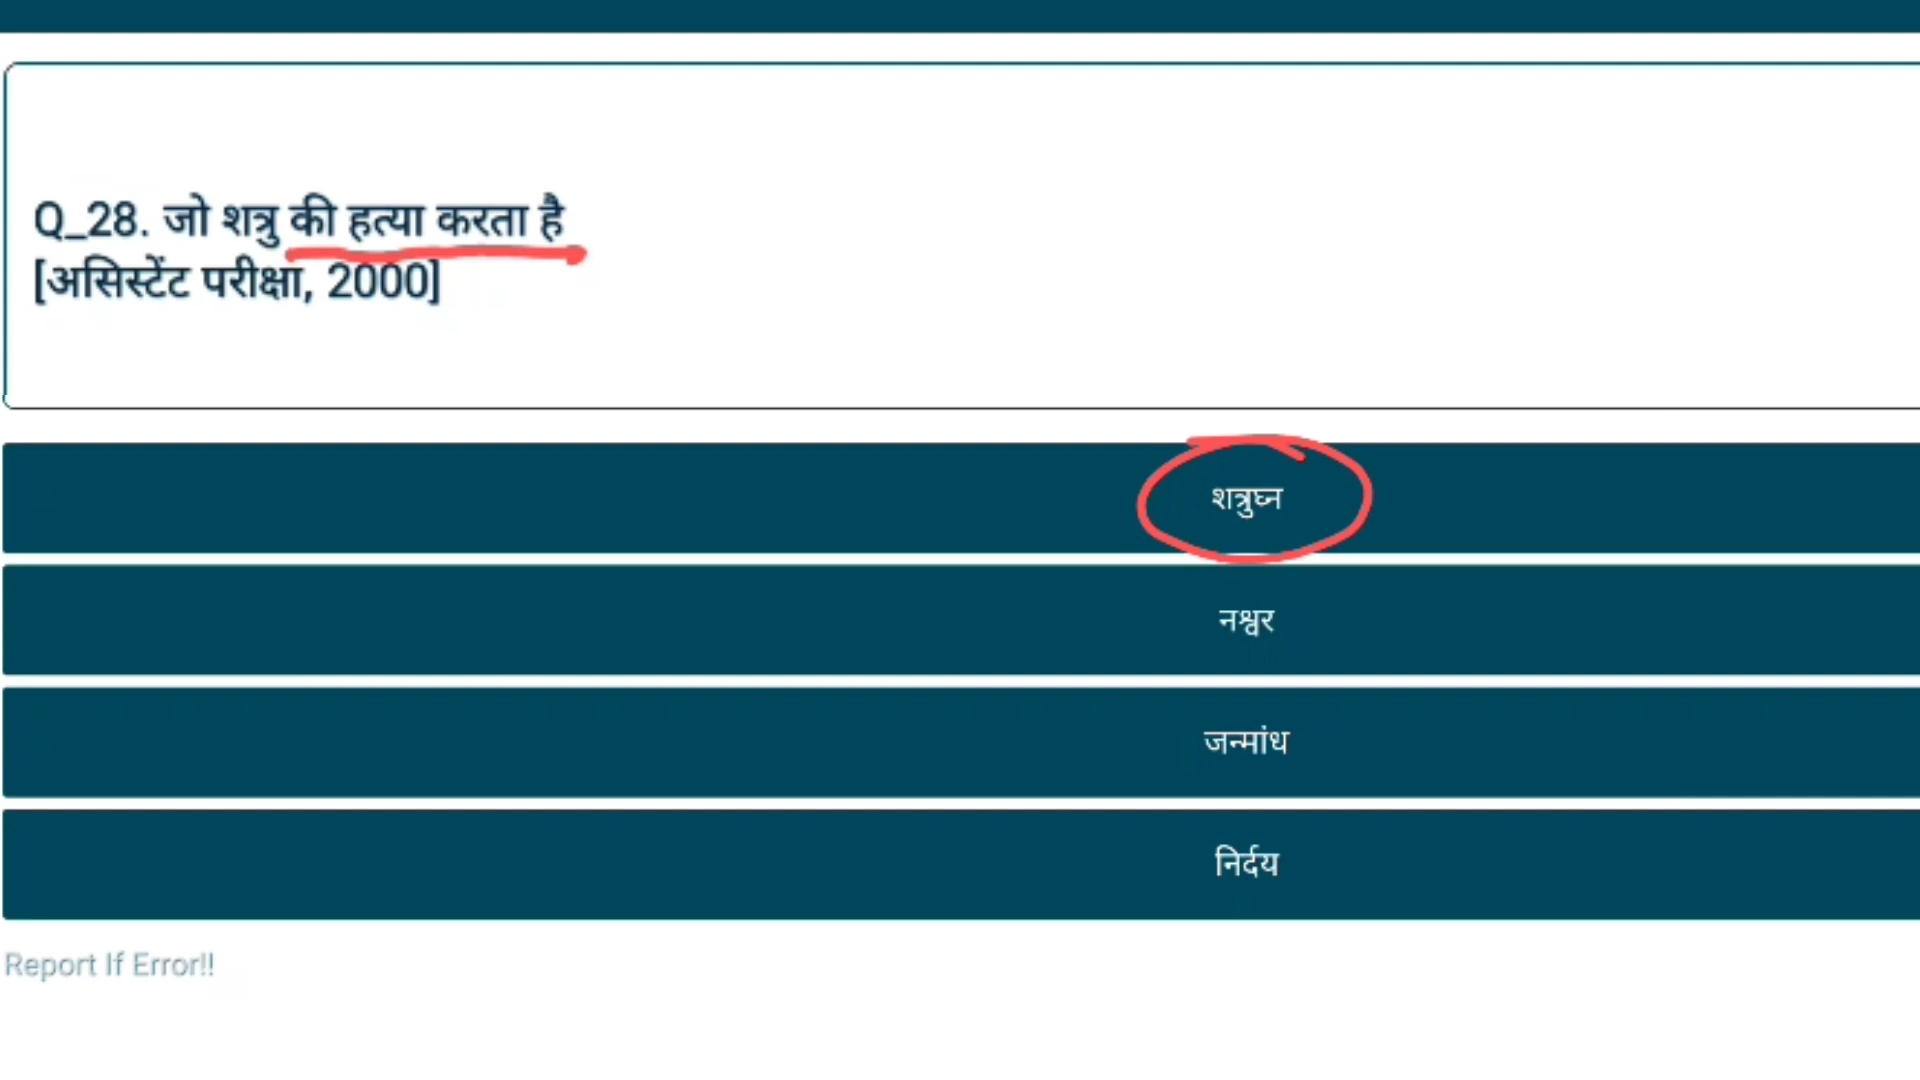 Q_28. जो शत्रु की हत्या करता है
[असिस्टेंट परीक्षा, 2000]
शत्रुघ्न
नश्वर
जन्मांध
निर्दय
Report If Error!!